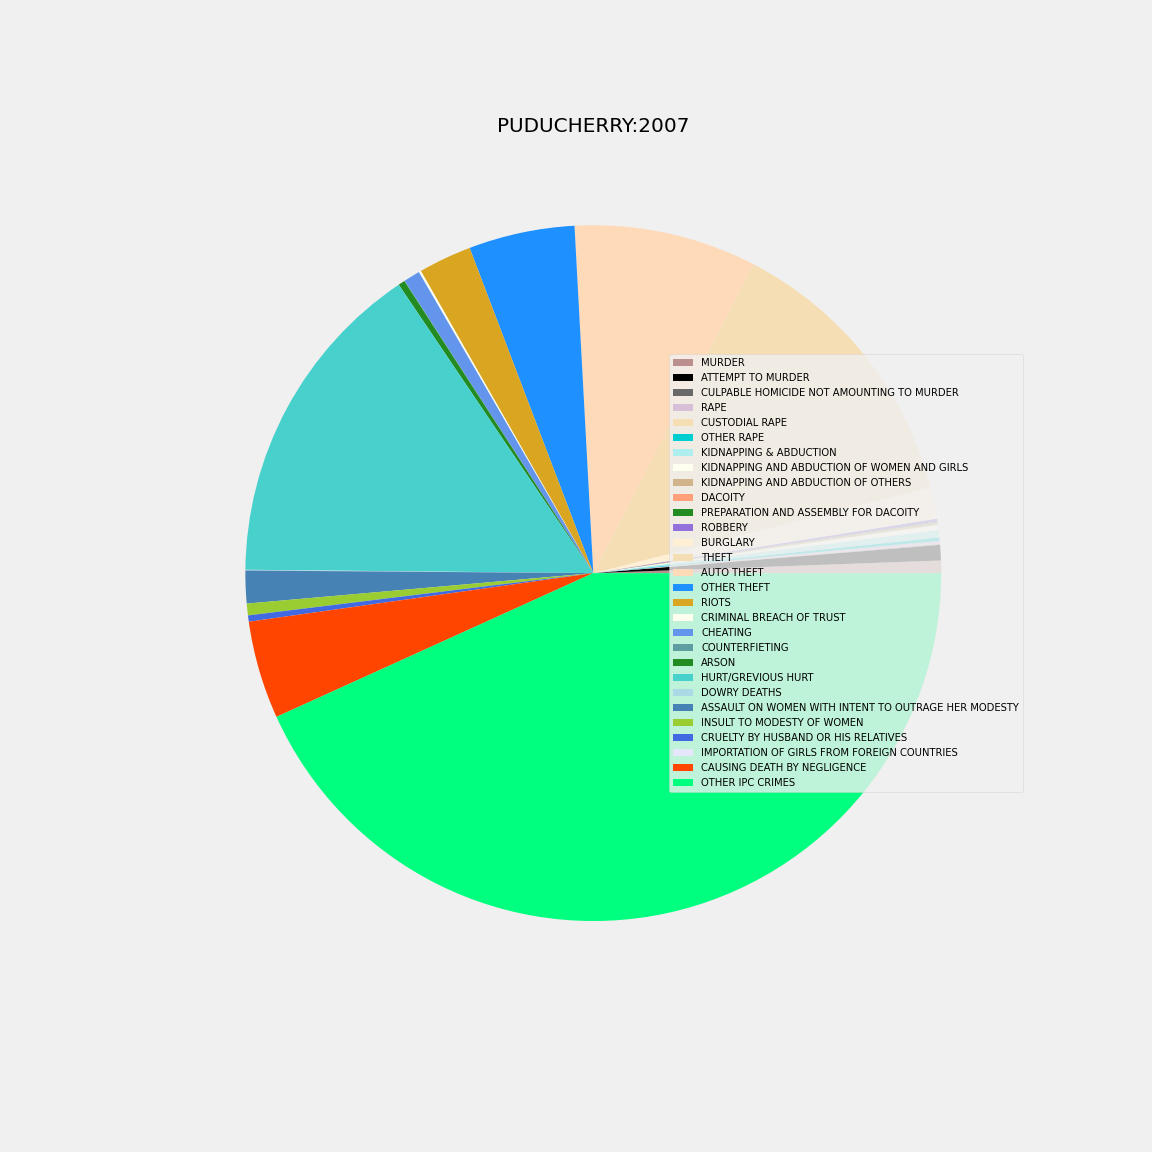 PUDUCHERRY:2007
MURDER
ATTEMPT TO MURDER
CULPABLE HOMICIDE NOT AMOUNTING TO MURDER
RAPE
CUSTODIAL RAPE
OTHER RAPE
KIDNAPPING & ABDUCTION
KIDNAPPING AND ABDUCTION OF WOMEN AND GIRLS
KIDNAPPING AND ABDUCTION OF OTHERS
DACOITY
PREPARATION AND ASSEMBLY FOR DACOITY
ROBBERY
BURGLARY
THEFT
AUTO THEFT
OTHER THEFT
RIOTS
CRIMINAL BREACH OF TRUST
CHEATING
COUNTERFIETING
ARSON
HURT/GREVIOUS HURT
DOWRY DEATHS
ASSAULT ON WOMEN WITH INTENT TO OUTRAGE HER MODESTY
INSULT TO MODESTY OF WOMEN
CRUELTY BY HUSBAND OR HIS RELATIVES
IMPORTATION OF GIRLS FROM FOREIGN COUNTRIES
CAUSING DEATH BY NEGLIGENCE
OTHER IPC CRIMES